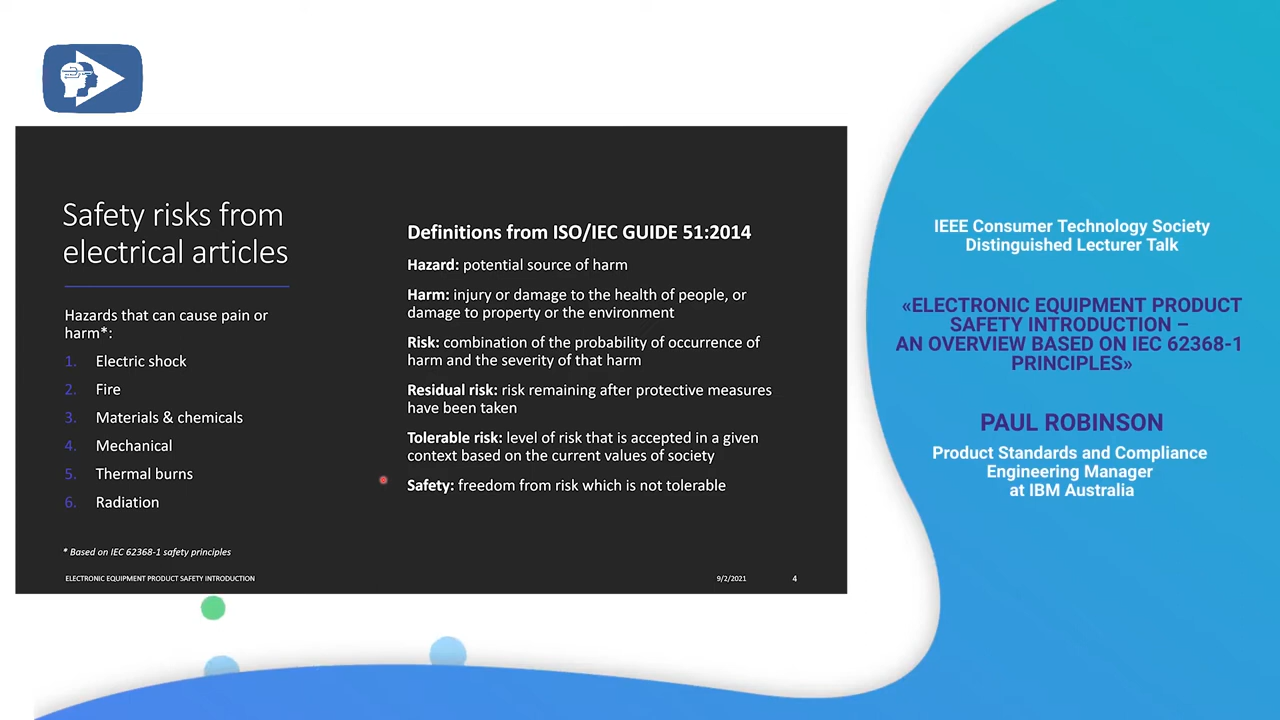 Safety risks from
electrical articles
Hazards that can cause pain or
harm*:
1. Electric shock
2. Fire
3. Materials & chemicals
4. Mechanical
5. Thermal burns
6. Radiation
* Based on IEC 62368-1 safety principles
Definitions from ISO/IEC GUIDE 51:2014
Hazard: potential source of harm
Harm: injury or damage to the health of people, or
damage to property or the environment
Risk: combination of the probability of occurrence of
harm and the severity of that harm
Residual risk: risk remaining after protective measures
have been taken
Tolerable risk: level of risk that is accepted in a given
context based on the current values of society
Safety: freedom from risk which is not tolerable
ELECTRONIC EQUIPMENT PRODUCT SAFETY INTRODUCTION
9/2/2021
4
IEEE Consumer Technology Society
Distinguished Lecturer Talk
«ELECTRONIC EQUIPMENT PRODUCT
SAFETY INTRODUCTION –
AN OVERVIEW BASED ON IEC 62368-1
PRINCIPLES»
PAUL ROBINSON
Product Standards and Compliance
Engineering Manager
at IBM Australia